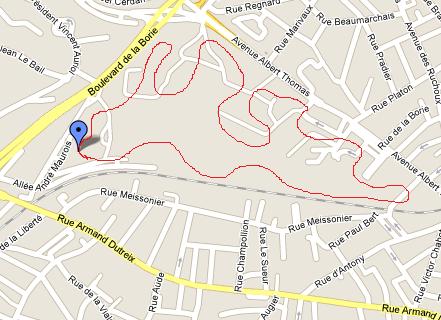 Rue Cerdan
Rue Regnard
Rue Marivaux
Rue Beaumarchais
Président Vincent Auriol
Jean Le Bail
Boulevard de la Borie
Avenue Albert Thomas
Rue Pradier
Avenue des Ruchoux
Rue Platon
Rue de la Borie
Avenue Albert
Allée André Maurois
Rue Meissonier
Rue Meissonier
de la Liberté
Rue Armand Dutreix
Rue Paul Bert
Rue Champollion
Rue Le Sueur
Rue d'Antony
Rue Victor Chabot
Rue de la Viale
Rue Aude
Augier
Rue Armand